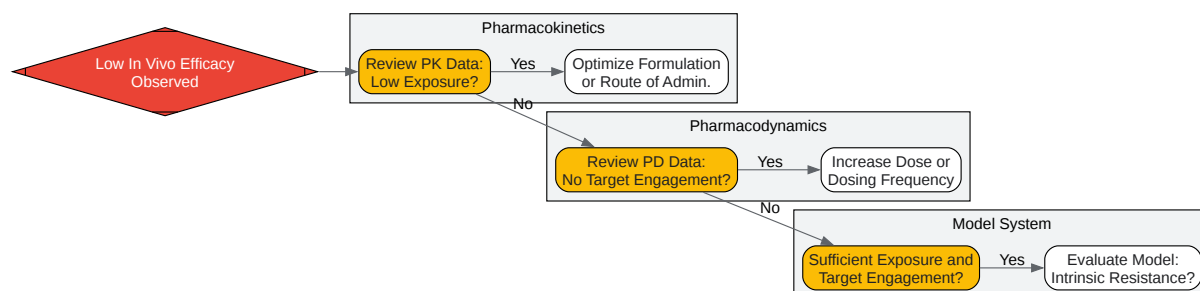 Pharmacokinetics
Low In Vivo Efficacy
Observed
Review PK Data:
Low Exposure?
Yes
Optimize Formulation
or Route of Admin.
No
Pharmacodynamics
Review PD Data:
No Target Engagement?
Yes
Increase Dose or
Dosing Frequency
No
Model System
Sufficient Exposure and
Target Engagement?
Yes
Evaluate Model:
Intrinsic Resistance?